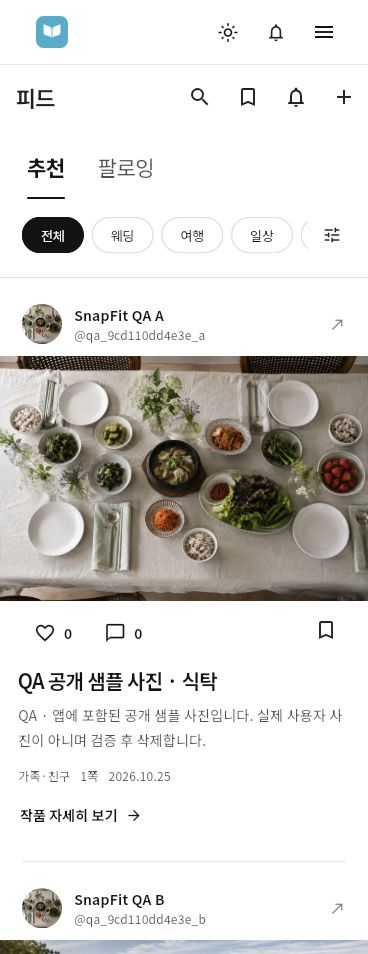 피드
추천 팔로잉
전체 웨딩 여행 일상
SnapFit QA A
@qa_9cd110dd4e3e_a
0 0
QA 공개 샘플 사진 · 식탁
QA · 앱에 포함된 공개 샘플 사진입니다. 실제 사용자 사
진이 아니며 검증 후 삭제합니다.
가족·친구 1쪽 2026.10.25
작품 자세히 보기 →
SnapFit QA B
@qa_9cd110dd4e3e_b